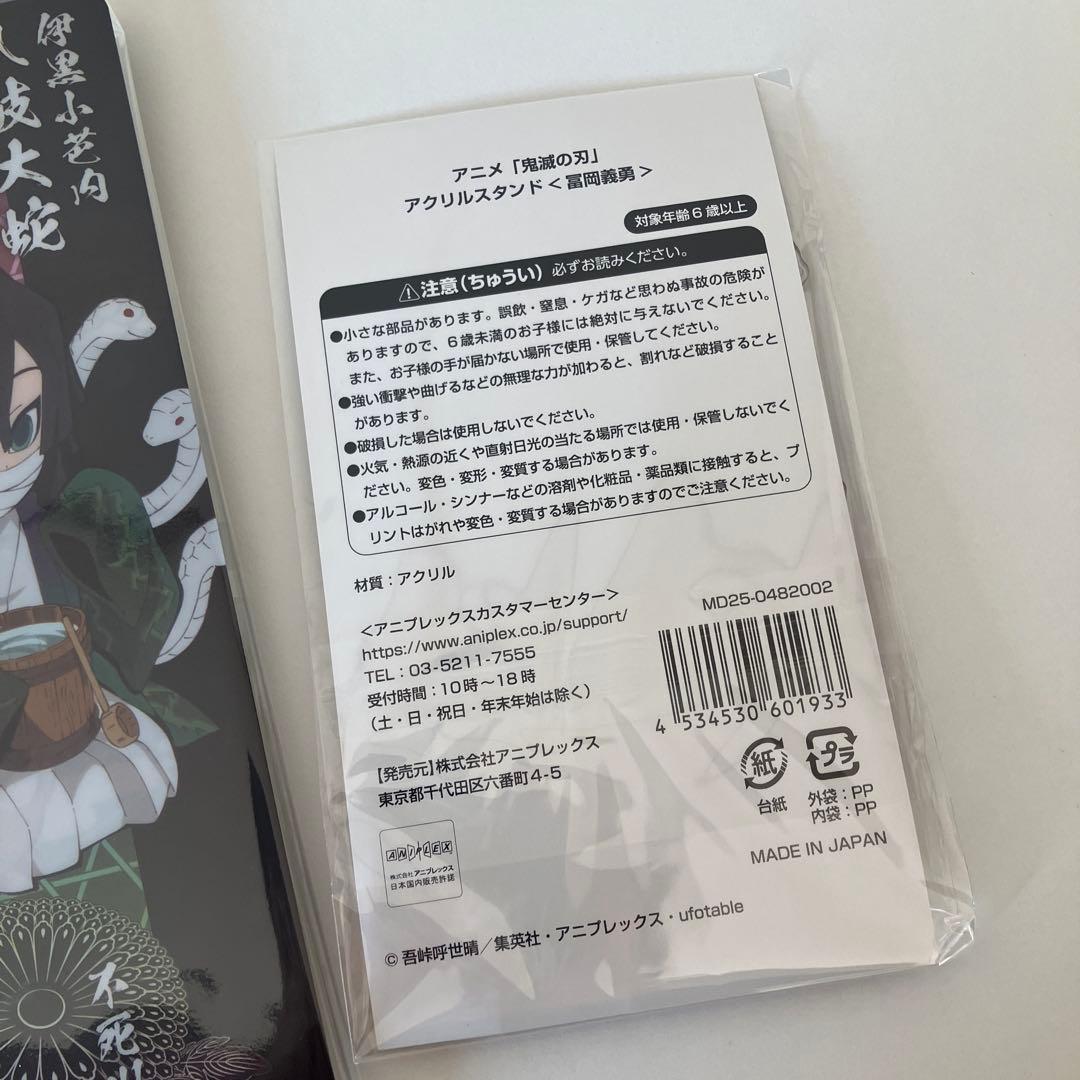 伊黒小芭内
岐大蛇
不死
アニメ「鬼滅の刃」
アクリルスタンド<冨岡義勇>
対象年齢6歳以上
注意(ちゅうい) 必ずお読みください。
●小さな部品があります。誤飲・窒息・ケガなど思わぬ事故の危険が
ありますので、6歳未満のお子様には絶対に与えないでください。
また、お子様の手が届かない場所で使用・保管してください。
●強い衝撃や曲げるなどの無理な力が加わると、割れなど破損すること
があります。
●破損した場合は使用しないでください。
●火気・熱源の近くや直射日光の当たる場所では使用・保管しないでく
ださい。変色・変形・変質する場合があります。
●アルコール・シンナーなどの溶剤や化粧品・薬品類に接触すると、プ
リントはがれや変色・変質する場合がありますのでご注意ください。
材質:アクリル
<アニプレックスカスタマーセンター>
https://www.aniplex.co.jp/support/
TEL:03-5211-7555
受付時間:10時~18時
(土・日・祝日・年末年始は除く)
【発売元】株式会社アニプレックス
東京都千代田区六番町4-5
MD25-0482002
4 534530 601933
紙
プラ
台紙
外袋:PP
内袋:PP
MADE IN JAPAN
ANIPLEX
株式会社アニプレックス
日本国内販売許諾
©吾峠呼世晴/集英社・アニプレックス・ufotable